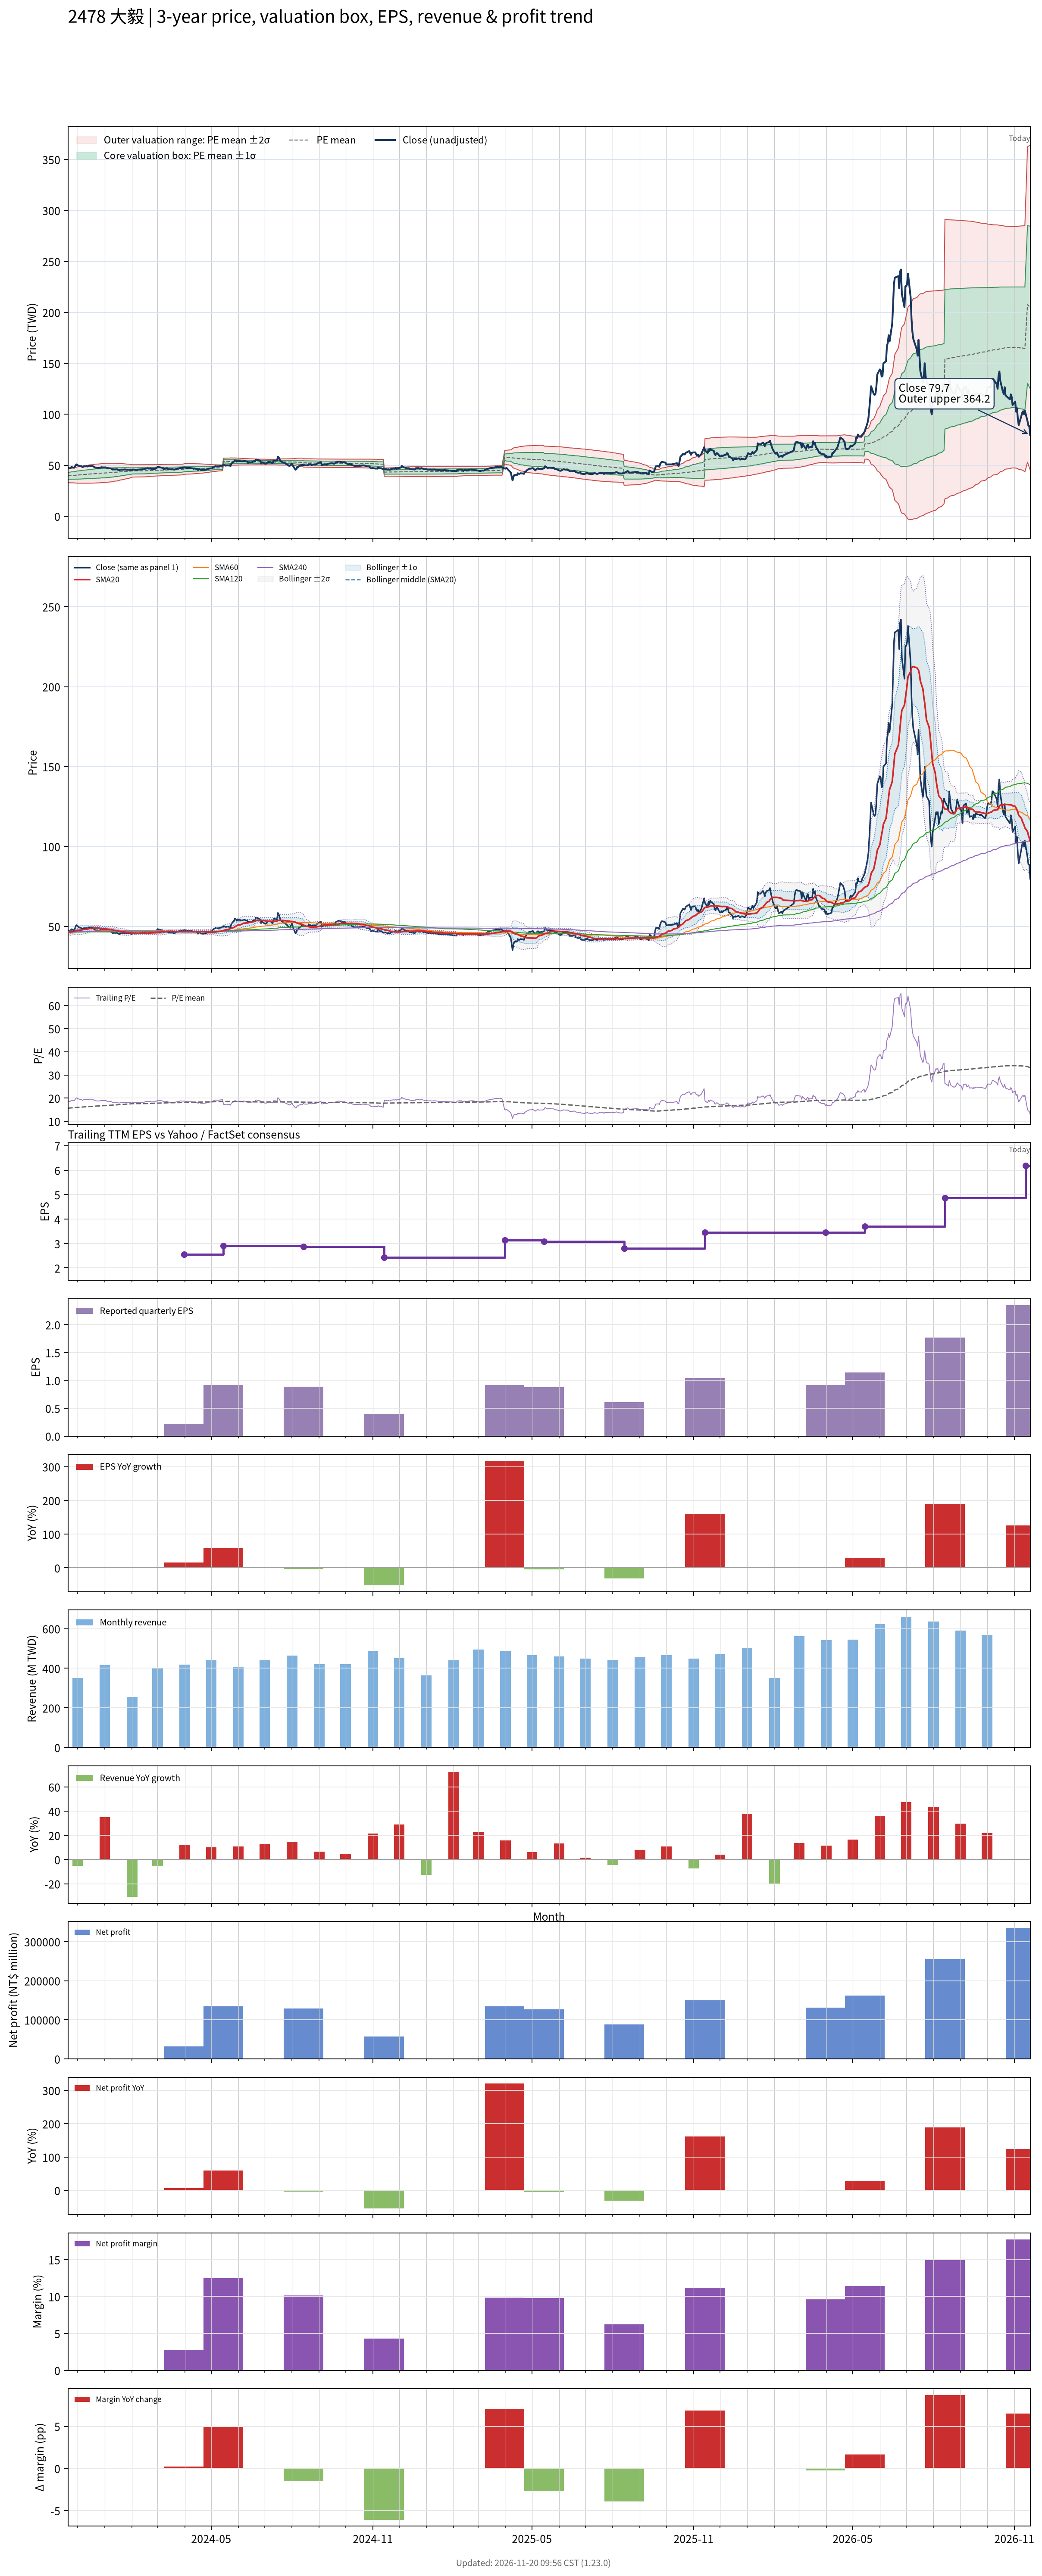 2478 大毅 | 3-year price, valuation box, EPS, revenue & profit trend
Outer valuation range: PE mean ±2σ
Core valuation box: PE mean ±1σ
PE mean
Close (unadjusted)
Today
Price (TWD)
350
300
250
200
150
100
50
0
Close 79.7
Outer upper 364.2
Close (same as panel 1)
SMA20
SMA60
SMA120
SMA240
Bollinger ±2σ
Bollinger ±1σ
Bollinger middle (SMA20)
Price
250
200
150
100
50
Trailing P/E
P/E mean
P/E
60
50
40
30
20
10
Trailing TTM EPS vs Yahoo / FactSet consensus
Today
EPS
7
6
5
4
3
2
Reported quarterly EPS
EPS
2.0
1.5
1.0
0.5
0.0
EPS YoY growth
YoY (%)
300
200
100
0
Monthly revenue
Revenue (M TWD)
600
400
200
0
Revenue YoY growth
YoY (%)
60
40
20
0
-20
Month
Net profit
Net profit (NT$ million)
300000
200000
100000
0
Net profit YoY
YoY (%)
300
200
100
0
Net profit margin
Margin (%)
15
10
5
0
Margin YoY change
Δ margin (pp)
5
0
-5
2024-05
2024-11
2025-05
2025-11
2026-05
2026-11
Updated: 2026-11-20 09:56 CST (1.23.0)